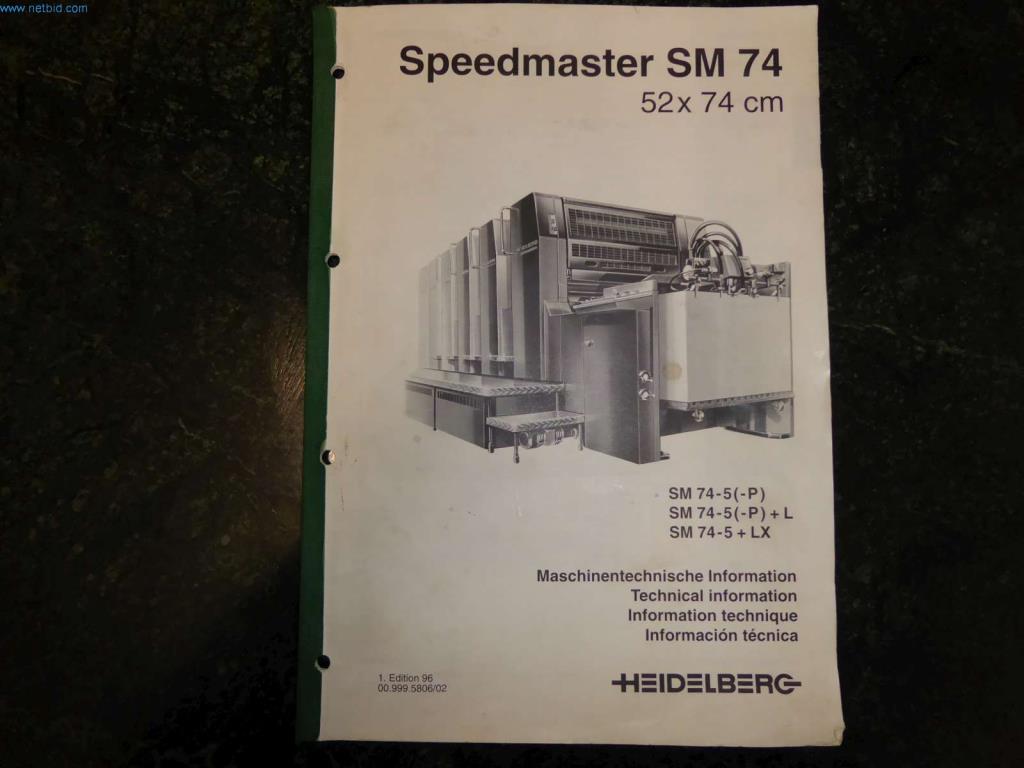 www.netbid.com
Speedmaster SM 74
52 x 74 cm
SM 74-5(-P)
SM 74-5(-P) + L
SM 74-5 + LX
Maschinentechnische Information
Technical information
Information technique
Información técnica
1. Edition 96
00.999.5806/02
HEIDELBERG